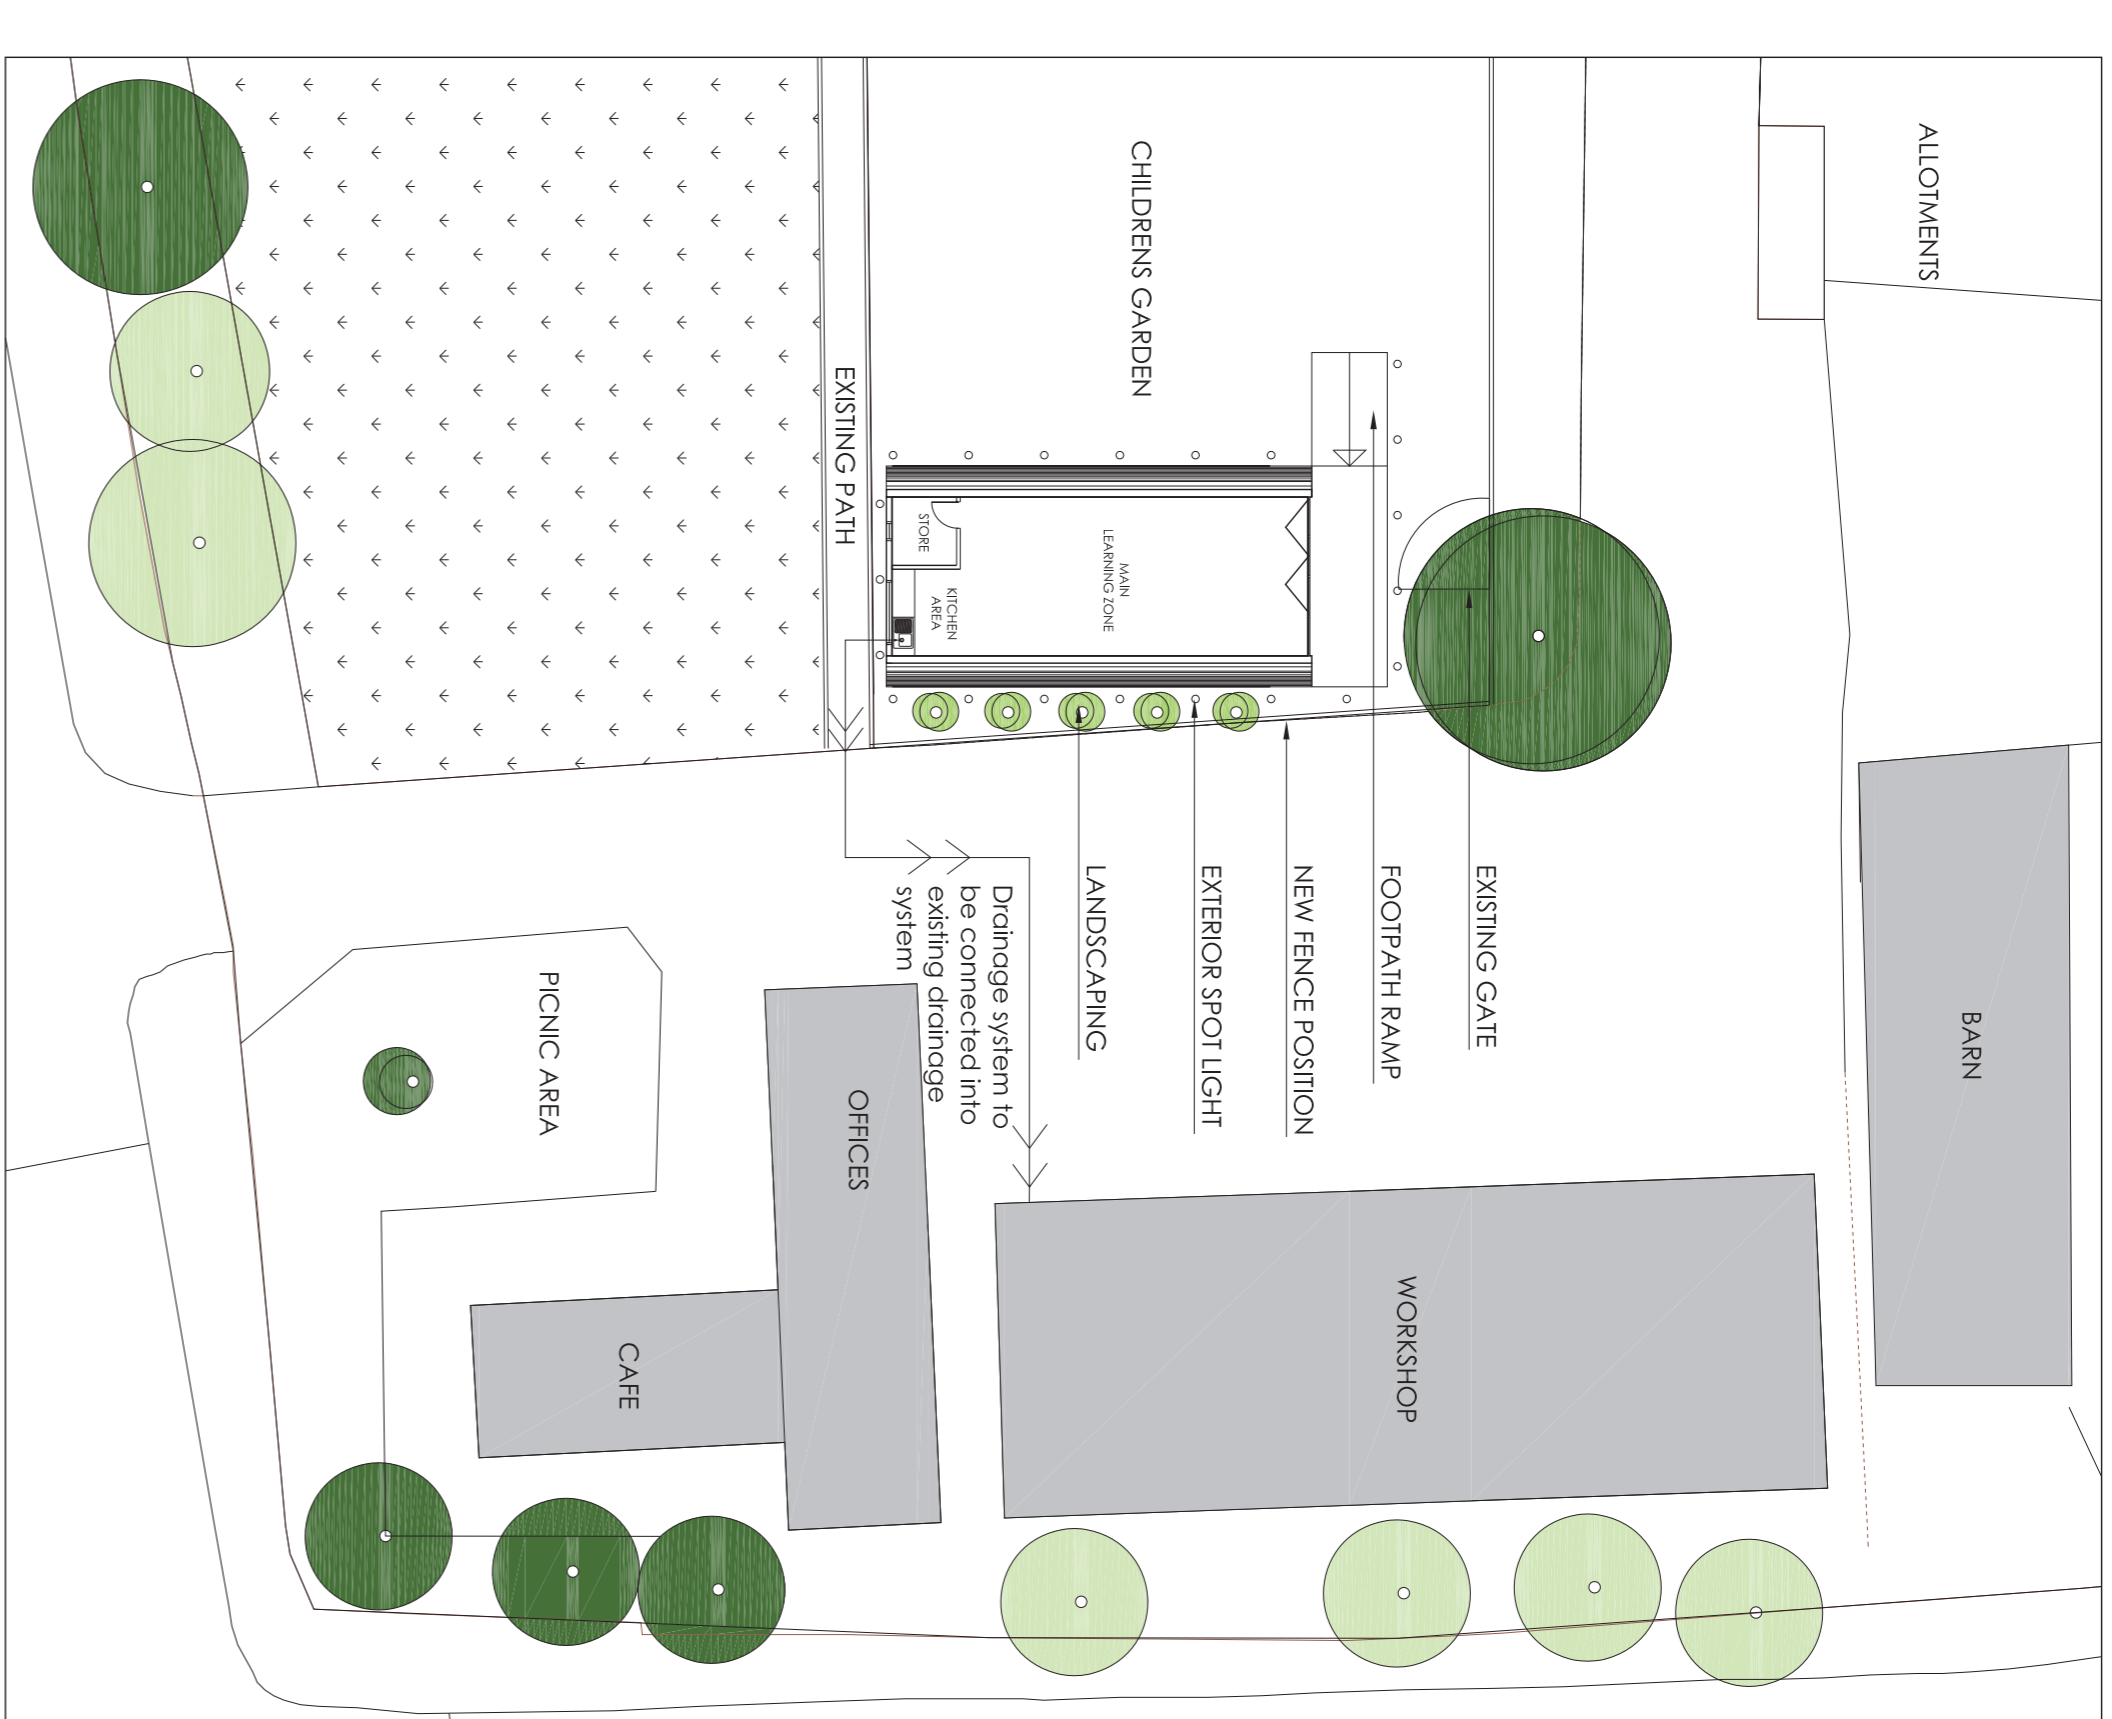 ALLOTMENTS
CHILDRENS GARDEN
EXISTING PATH
STORE
KITCHEN
AREA
MAIN
LEARNING ZONE
EXISTING GATE
FOOTPATH RAMP
NEW FENCE POSITION
EXTERIOR SPOT LIGHT
LANDSCAPING
Drainage system to
be connected into
existing drainage
system
BARN
PICNIC AREA
OFFICES
CAFE
WORKSHOP